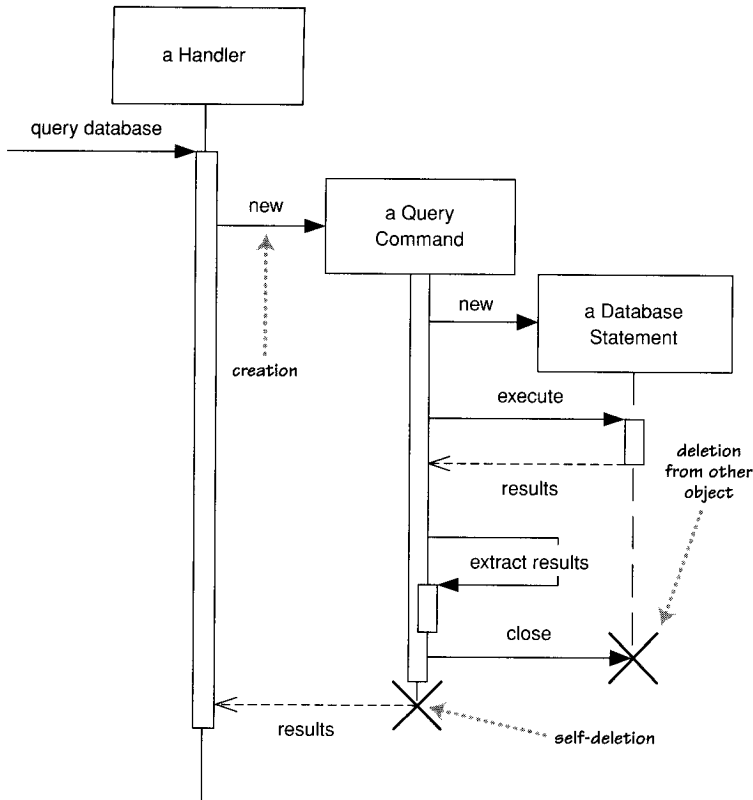 a Handler
query database
new
a Query
Command
creation
new
a Database
Statement
execute
deletion
from other
object
results
extract results
close
results
self-deletion